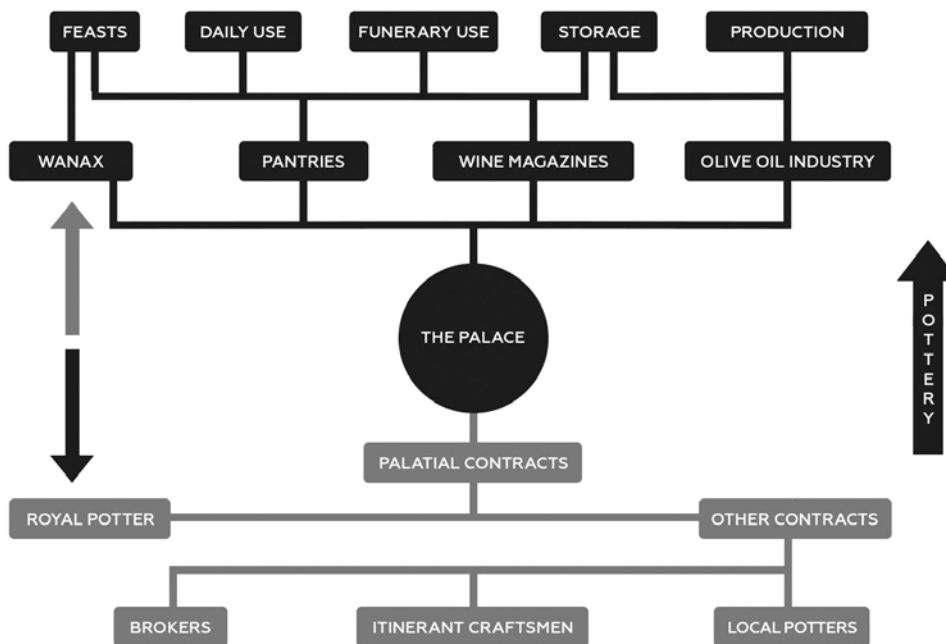 FEASTS
DAILY USE
FUNERARY USE
STORAGE
PRODUCTION
WANAX
PANTRIES
WINE MAGAZINES
OLIVE OIL INDUSTRY
THE PALACE
POTTERY
PALATIAL CONTRACTS
ROYAL POTTER
OTHER CONTRACTS
BROKERS
ITINERANT CRAFTSMEN
LOCAL POTTERS